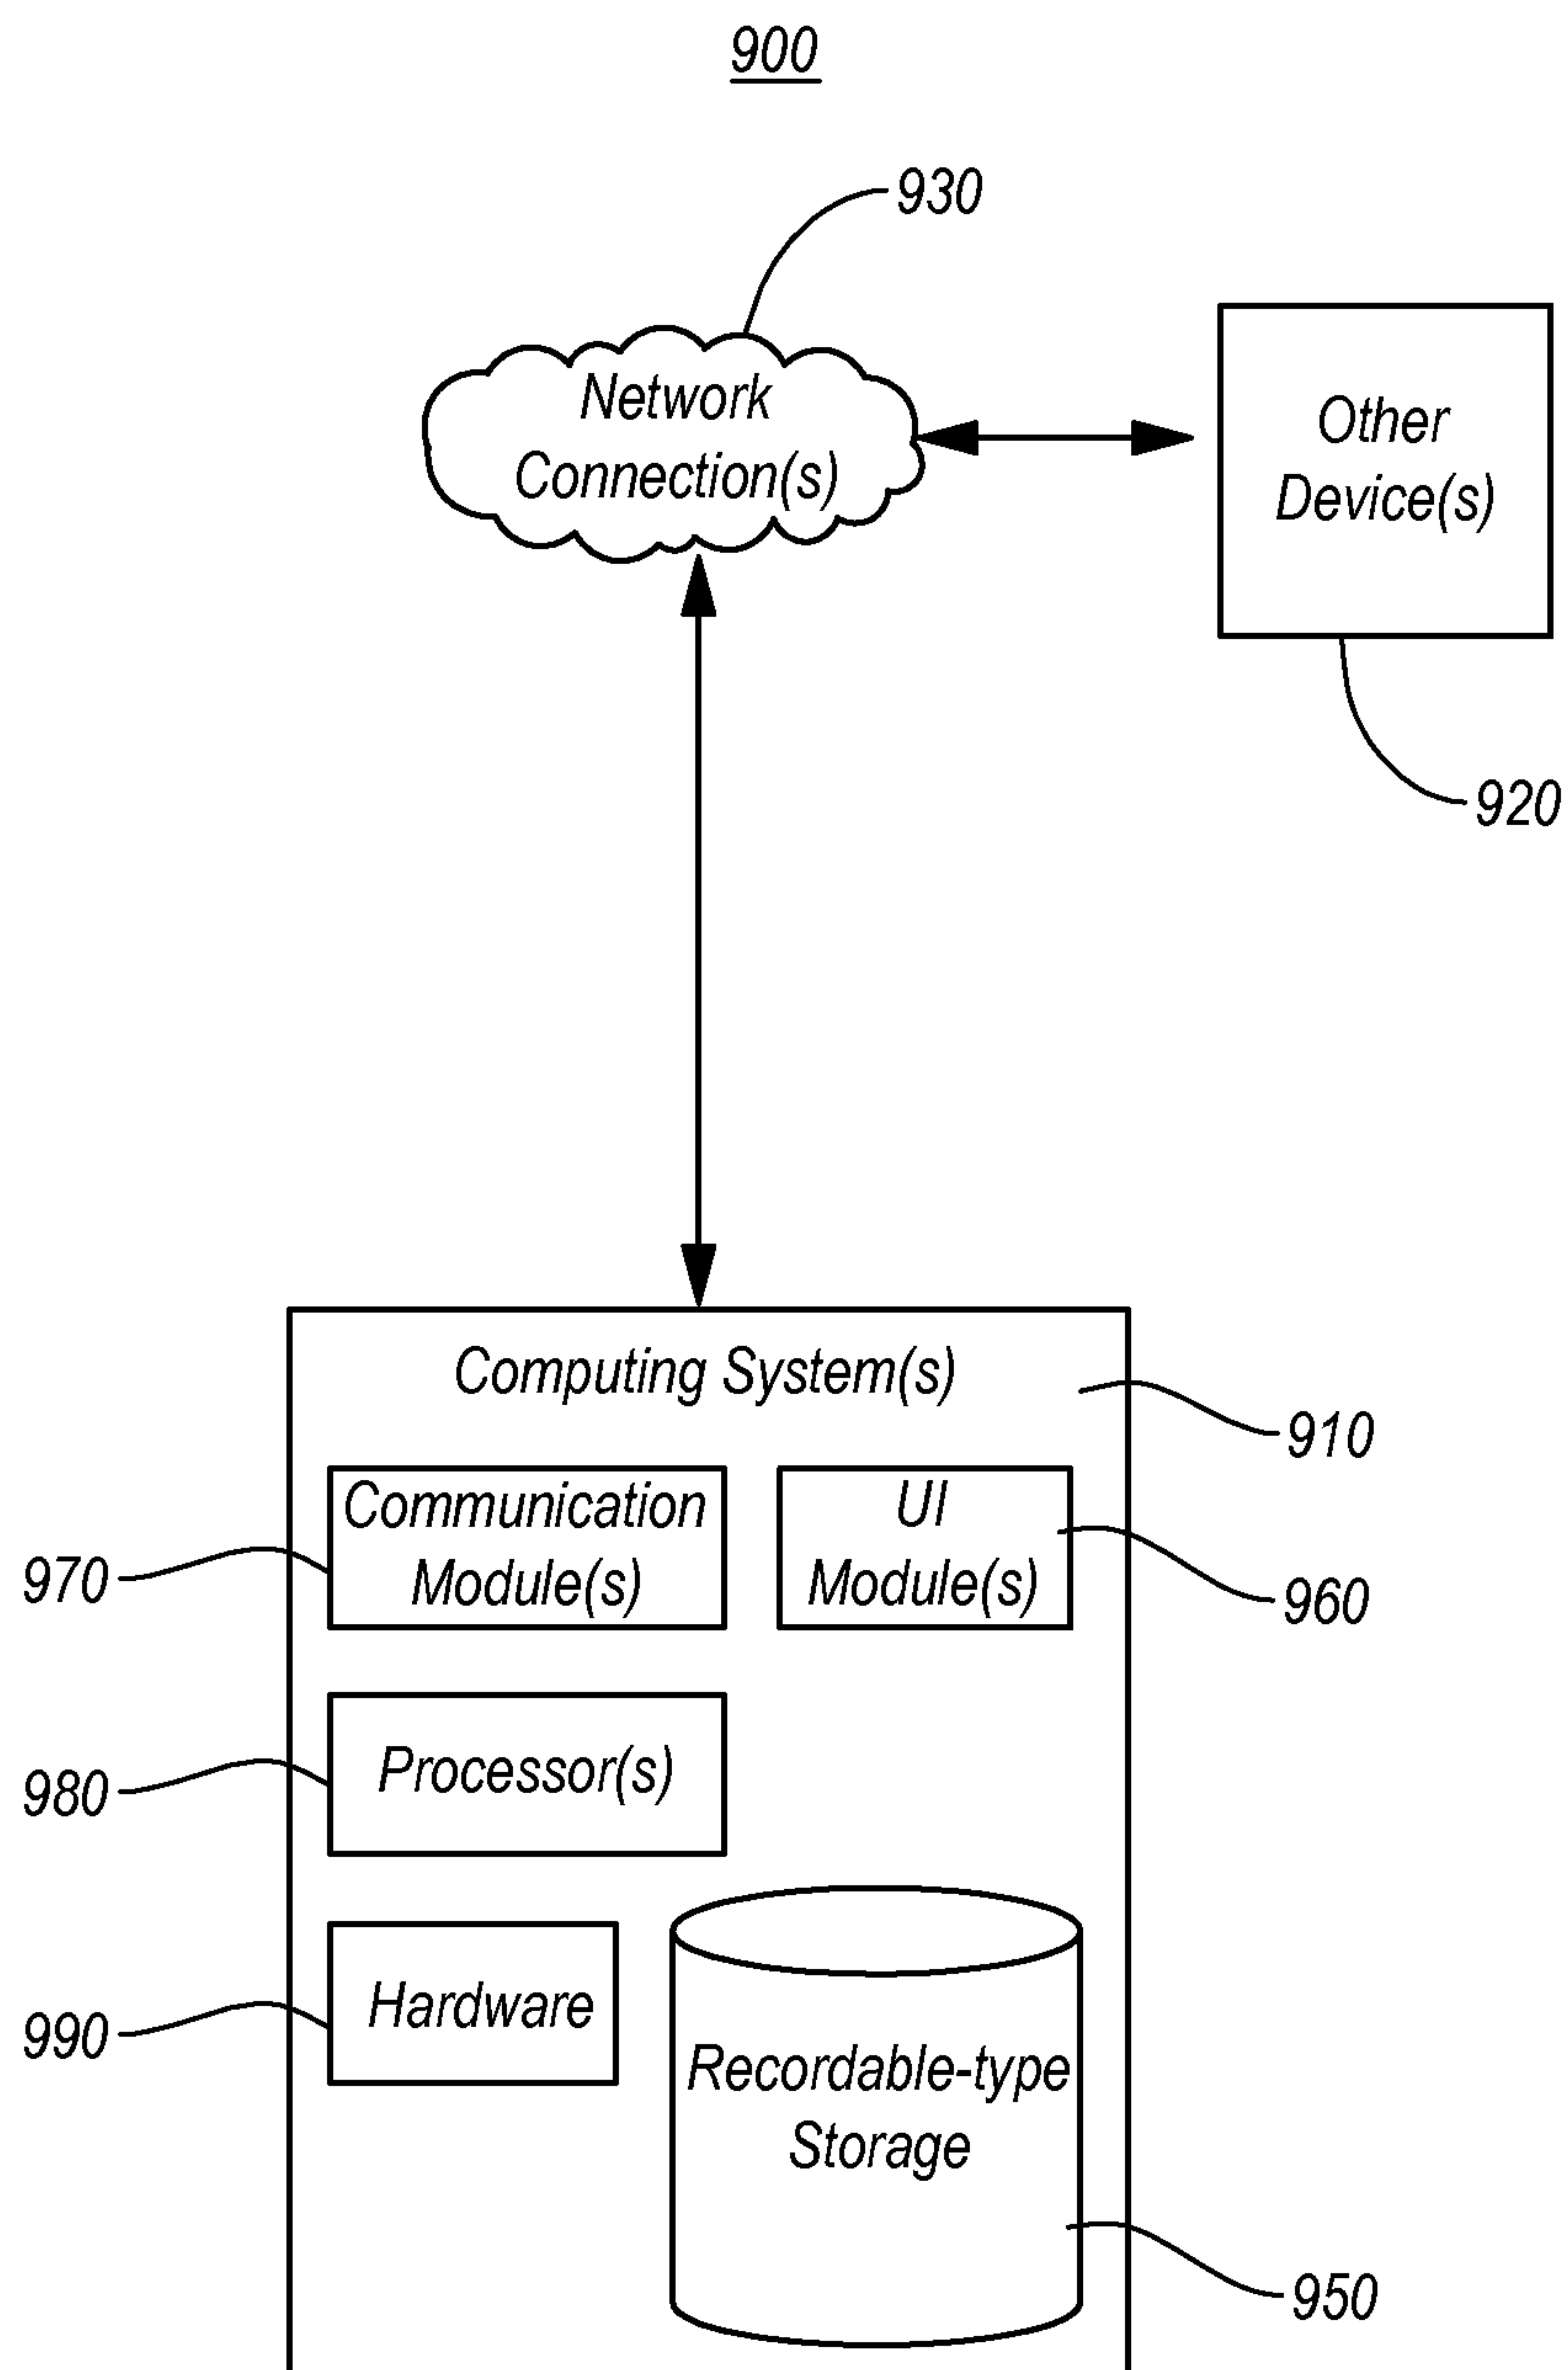 900
930
Network
Connection(s)
Other
Device(s)
920
Computing System(s)
910
Communication
Module(s)
970
UI
Module(s)
960
Processor(s)
980
Hardware
990
Recordable-type
Storage
950